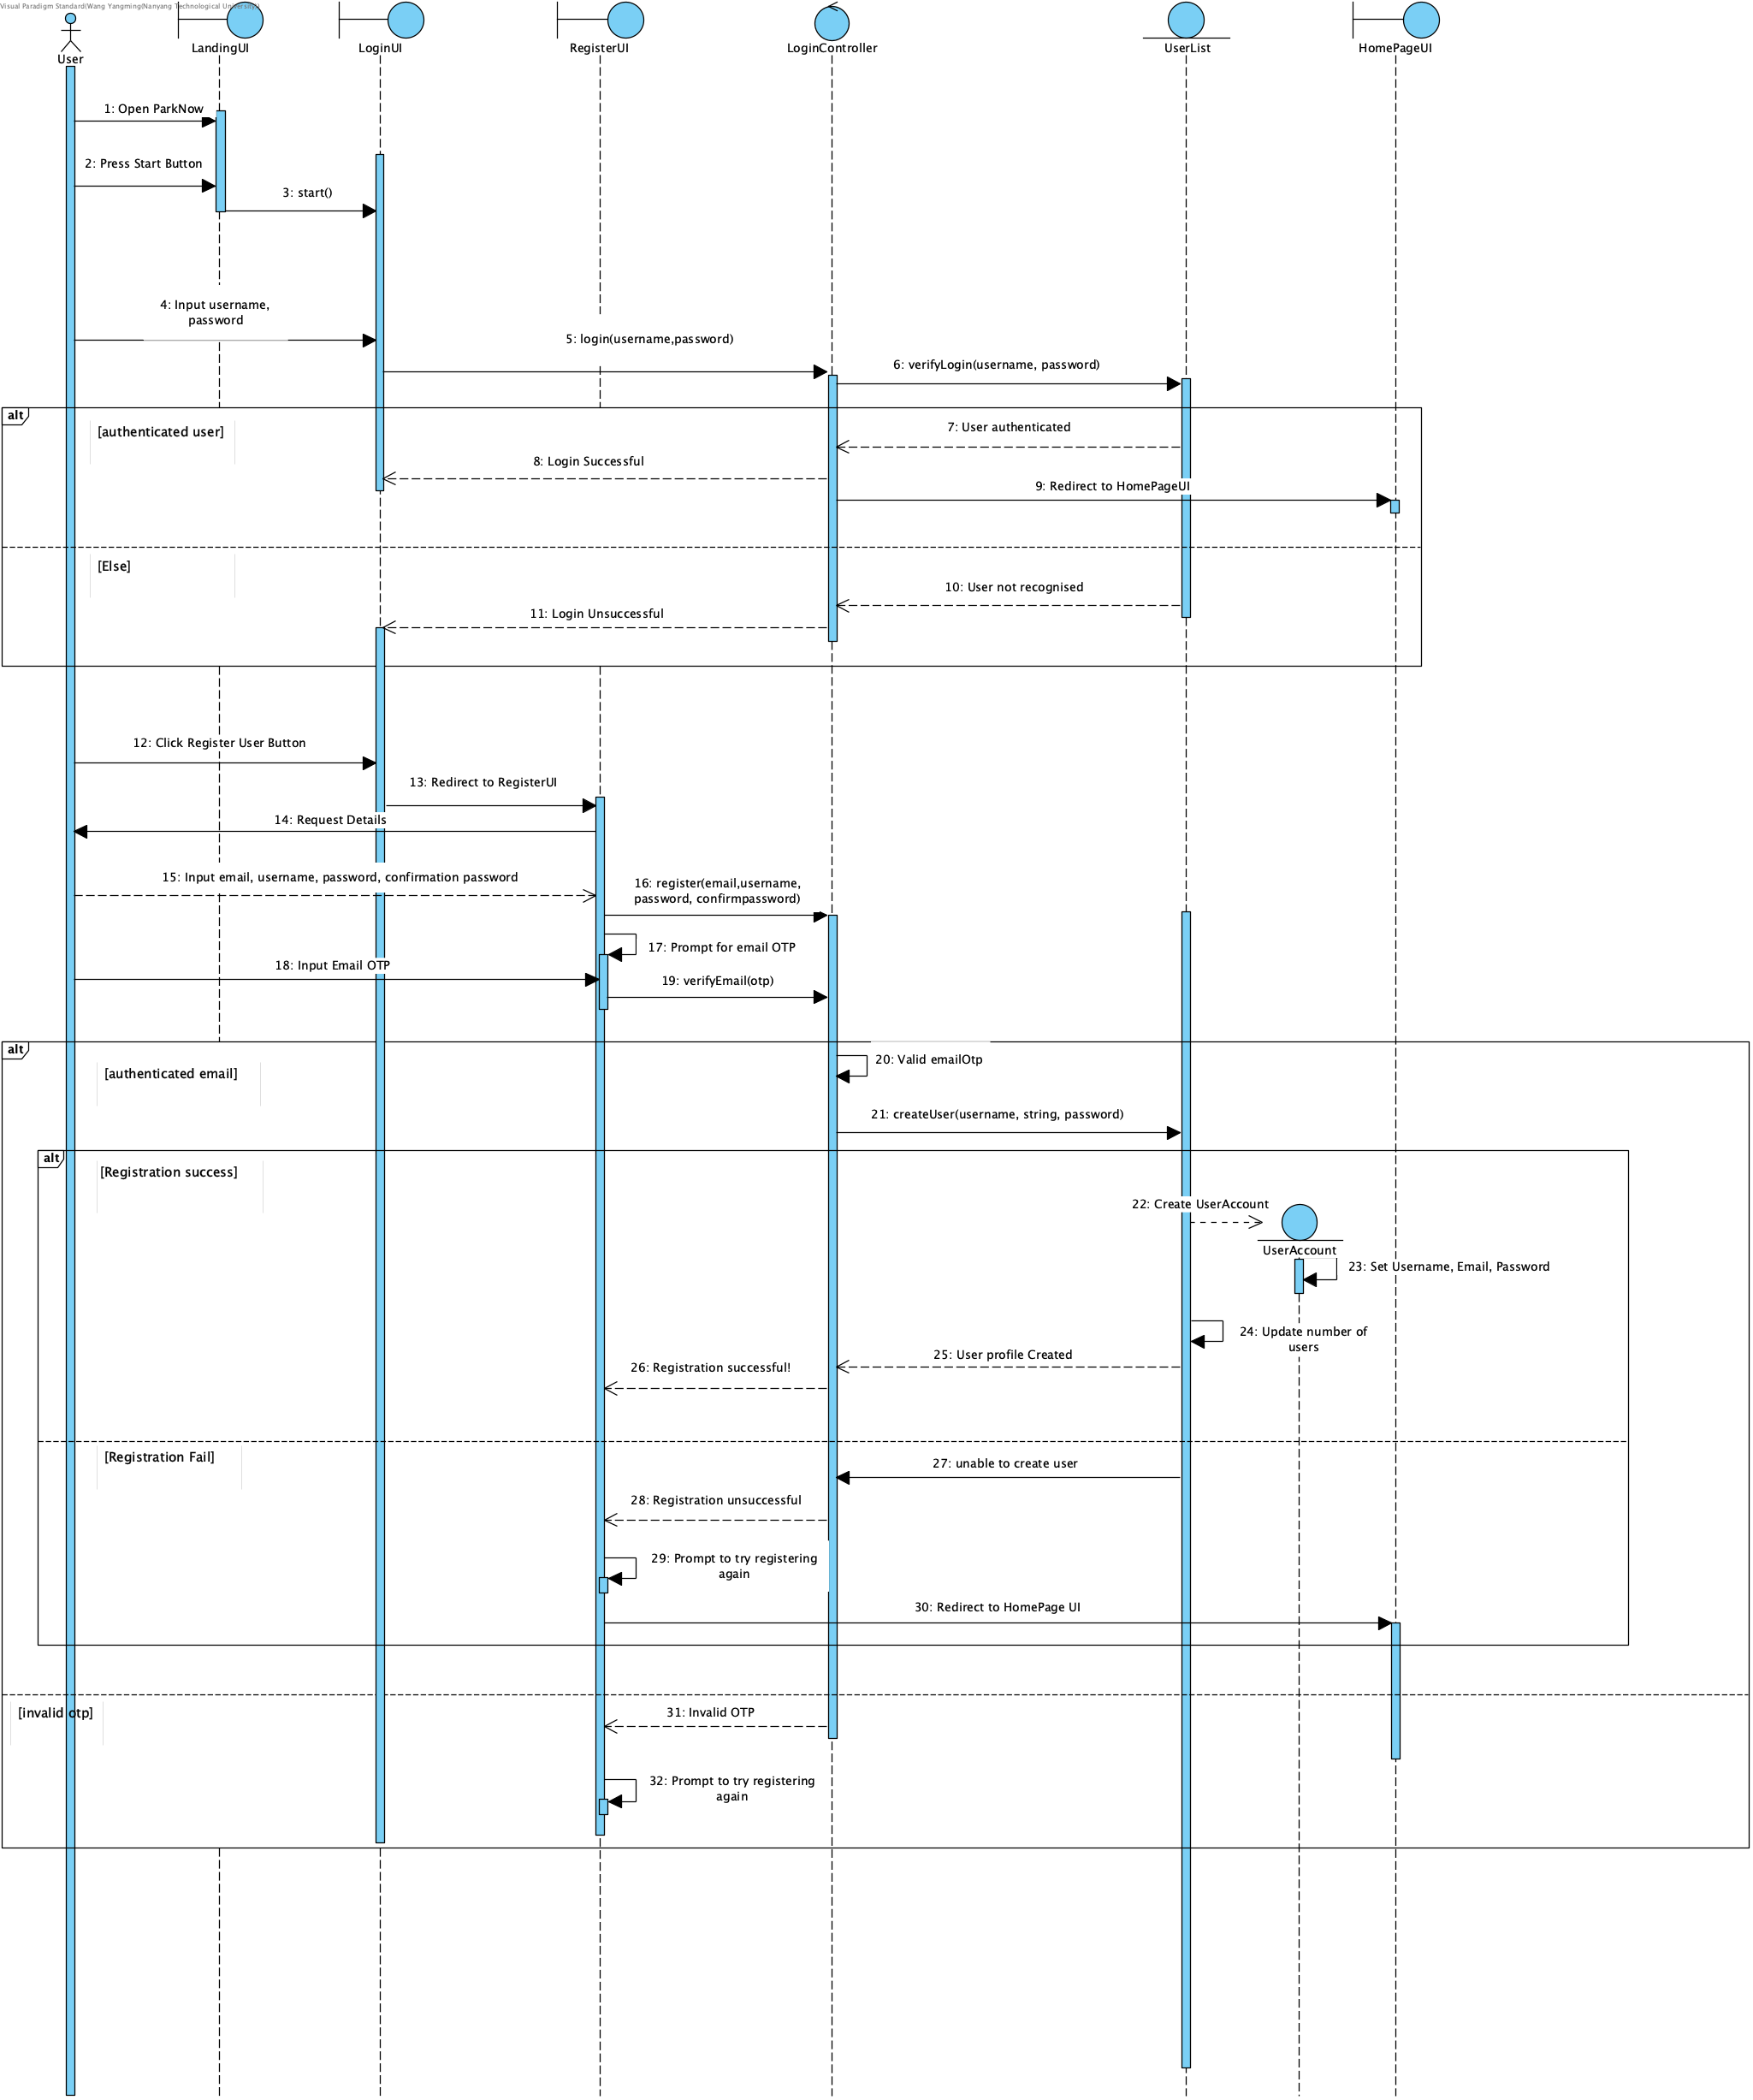 Visual Paradigm Standard(Wang Yangming(Nanyang Technological University))
User
LandingUI
LoginUI
RegisterUI
LoginController
UserList
HomePageUI
1: Open ParkNow
2: Press Start Button
3: start()
4: Input username,
password
5: login(username,password)
6: verifyLogin(username, password)
alt
[authenticated user]
7: User authenticated
8: Login Successful
9: Redirect to HomePageUI
[Else]
10: User not recognised
11: Login Unsuccessful
12: Click Register User Button
13: Redirect to RegisterUI
14: Request Details
15: Input email, username, password, confirmation password
16: register(email,username,
password, confirmpassword)
17: Prompt for email OTP
18: Input Email OTP
19: verifyEmail(otp)
alt
[authenticated email]
20: Valid emailOtp
21: createUser(username, string, password)
alt
[Registration success]
22: Create UserAccount
UserAccount
23: Set Username, Email, Password
24: Update number of
users
25: User profile Created
26: Registration successful!
[Registration Fail]
27: unable to create user
28: Registration unsuccessful
29: Prompt to try registering
again
30: Redirect to HomePage UI
[invalid otp]
31: Invalid OTP
32: Prompt to try registering
again